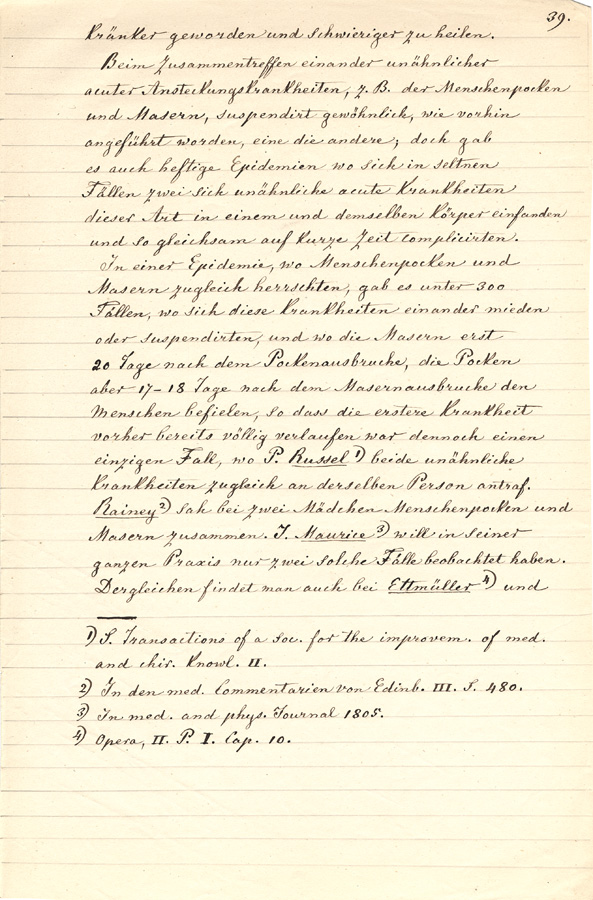 39.
kränker geworden und schwieriger zu heilen.
Beim Zusammentreffen einander unähnlicher
acuter Ansteckungskrankheiten, z. B. der Menschenpocken
und Masern, suspendirt gewöhnlich, wie vorhin
angeführt worden, eine die andere; doch gab
es auch heftige Epidemien wo sich in seltnen
Fällen zwei sich unähnliche acute Krankheiten
dieser Art in einem und demselben Körper einfanden
und so gleichsam auf kurze Zeit complicirten.
In einer Epidemie, wo Menschenpocken und
Masern zugleich herrschten, gab es unter 300
Fällen, wo sich diese Krankheiten einander mieden
oder suspendirten, und wo die Masern erst
20 Tage nach dem Pockenausbruche, die Pocken
aber 17–18 Tage nach dem Masernausbruche den
Menschen befielen, so dass die erstere Krankheit
vorher bereits völlig verlaufen war dennoch einen
einzigen Fall, wo P. Russel 1) beide unähnliche
Krankheiten zugleich an derselben Person antraf.
Rainey 2) sah bei zwei Mädchen Menschenpocken und
Masern zusammen. J. Maurice 3) will in seiner
ganzen Praxis nur zwei solche Fälle beobachtet haben.
Dergleichen findet man auch bei Ettmüller 4) und
1) S. Transactions of a soc. for the improvem. of med.
and chir. Knowl. II.
2) In den med. Commentarien von Edinb. III. S. 480.
3) In med. and phys. Journal 1805.
4) Opera, II. P. I. Cap. 10.